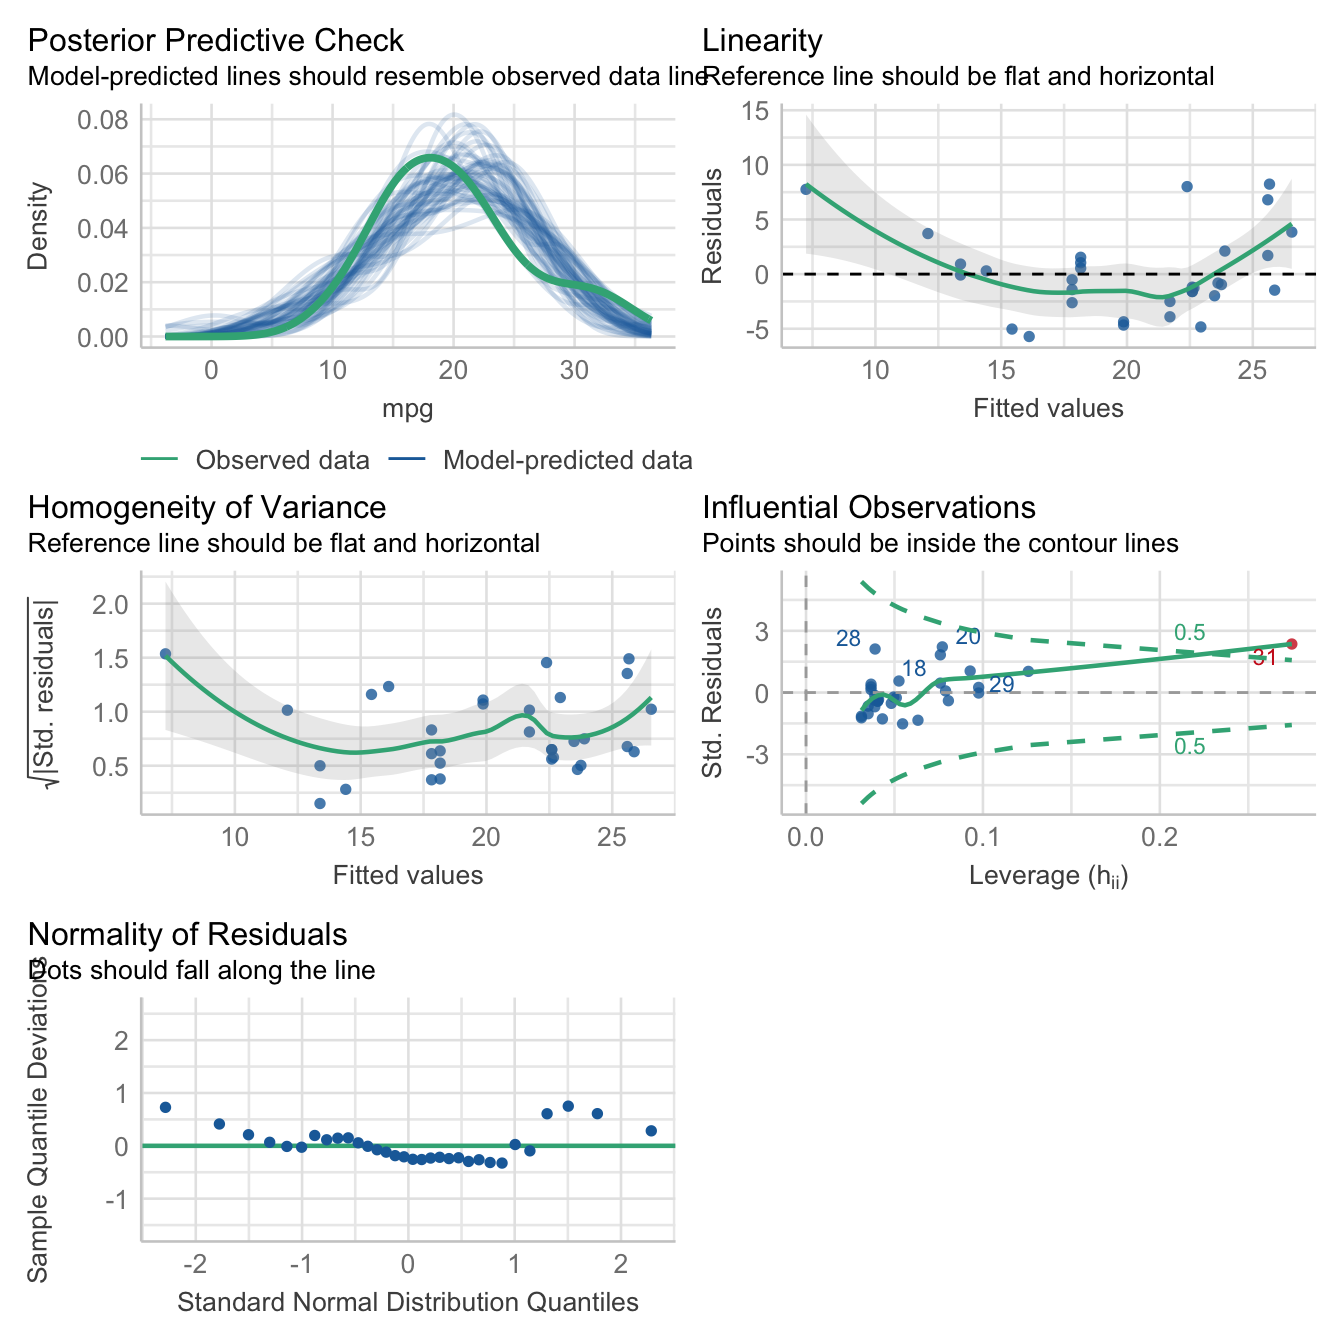 Posterior Predictive Check
Model-predicted lines should resemble observed data line
Density
0.08
0.06
0.04
0.02
0.00
0
10
20
30
mpg
Observed data
Model-predicted data
Linearity
Reference line should be flat and horizontal
Residuals
15
10
5
0
-5
10
15
20
25
Fitted values
Homogeneity of Variance
Reference line should be flat and horizontal
√|Std. residuals|
2.0
1.5
1.0
0.5
10
15
20
25
Fitted values
Influential Observations
Points should be inside the contour lines
Std. Residuals
3
0
-3
28
20
18
29
31
0.5
0.5
0.0
0.1
0.2
Leverage (hii)
Normality of Residuals
Dots should fall along the line
Sample Quantile Deviations
2
1
0
-1
-2
-1
0
1
2
Standard Normal Distribution Quantiles